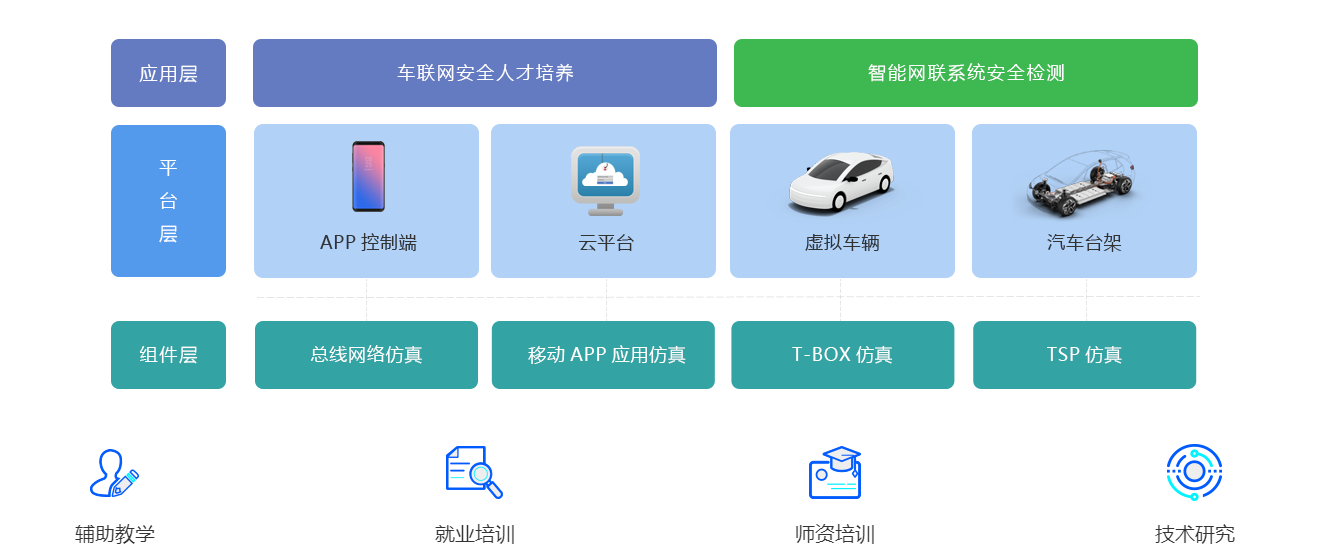 应用层
车联网安全人才培养
智能网联系统安全检测
平
台
层
APP 控制端
云平台
虚拟车辆
汽车台架
组件层
总线网络仿真
移动 APP 应用仿真
T-BOX 仿真
TSP 仿真
辅助教学
就业培训
师资培训
技术研究